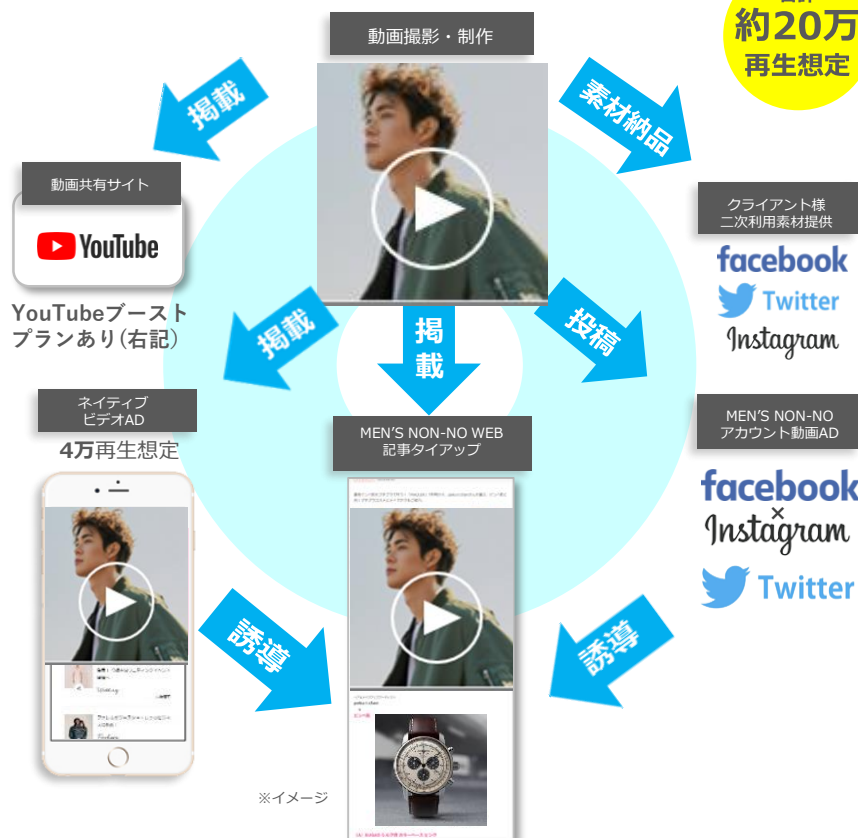 動画撮影・制作
約20万
再生想定
掲載
素材納品
動画共有サイト
YouTube
YouTubeブースト
プランあり(右記)
クライアント様
二次利用素材提供
facebook
Twitter
Instagram
掲載
掲載
投稿
ネイティブ
ビデオAD
4万再生想定
MEN'S NON-NO WEB
記事タイアップ
MEN'S NON-NO
アカウント動画AD
facebook
×
Instagram
Twitter
誘導
誘導
※イメージ